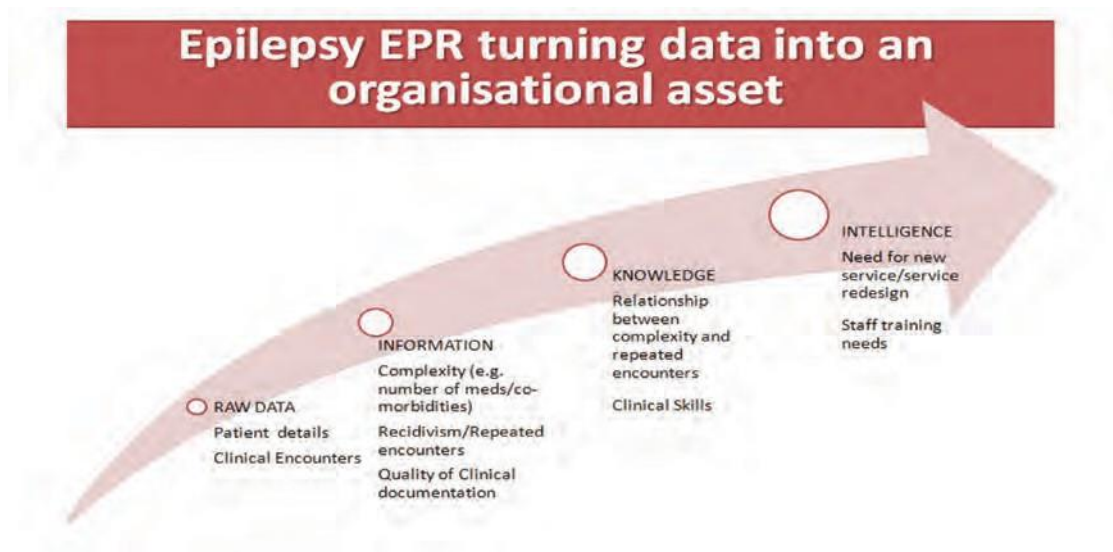 Epilepsy EPR turning data into an
organisational asset
RAW DATA
Patient details
Clinical Encounters
INFORMATION
Complexity (e.g.
number of meds/co-
morbidities)
Recidivism/Repeated
encounters
Quality of Clinical
documentation
KNOWLEDGE
Relationship
between
complexity and
repeated
encounters
Clinical Skills
INTELLIGENCE
Need for new
service/service
redesign
Staff training
needs